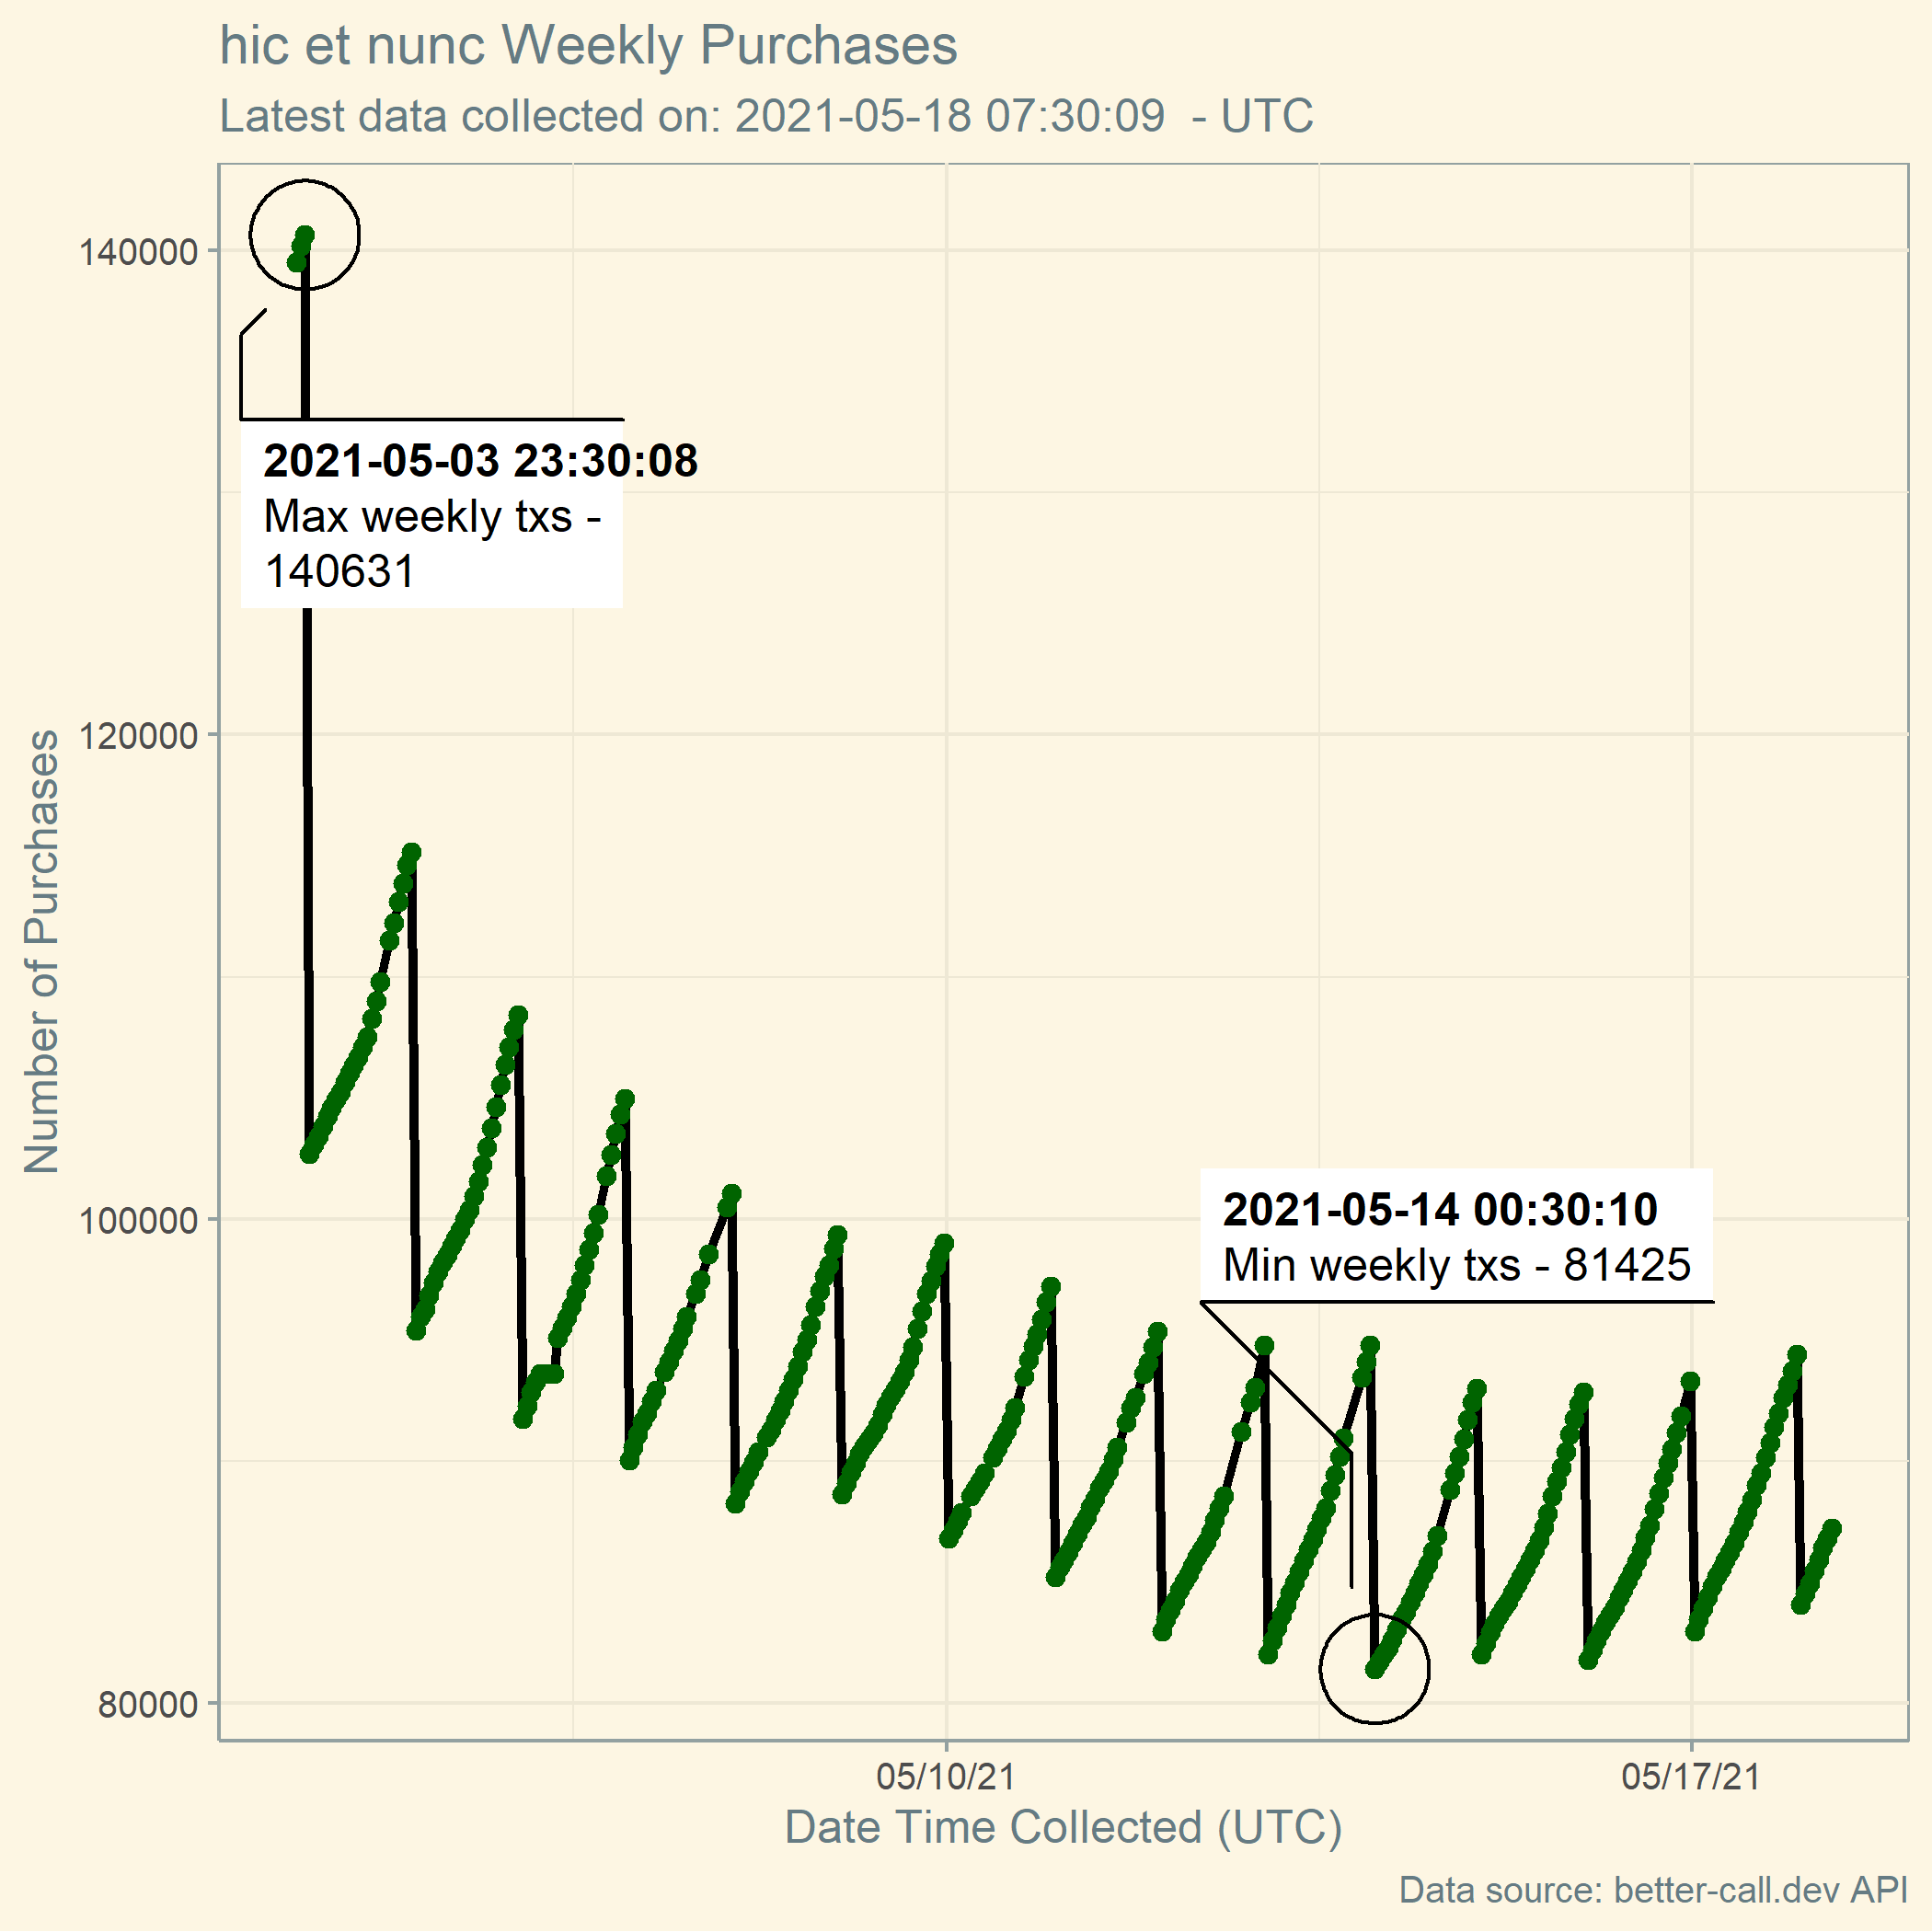 hic et nunc Weekly Purchases
Latest data collected on: 2021-05-18 07:30:09  - UTC
140000
2021-05-03 23:30:08
Max weekly txs -
140631
120000
Number of Purchases
100000
2021-05-14 00:30:10
Min weekly txs - 81425
80000
05/10/21
05/17/21
Date Time Collected (UTC)
Data source: better-call.dev API